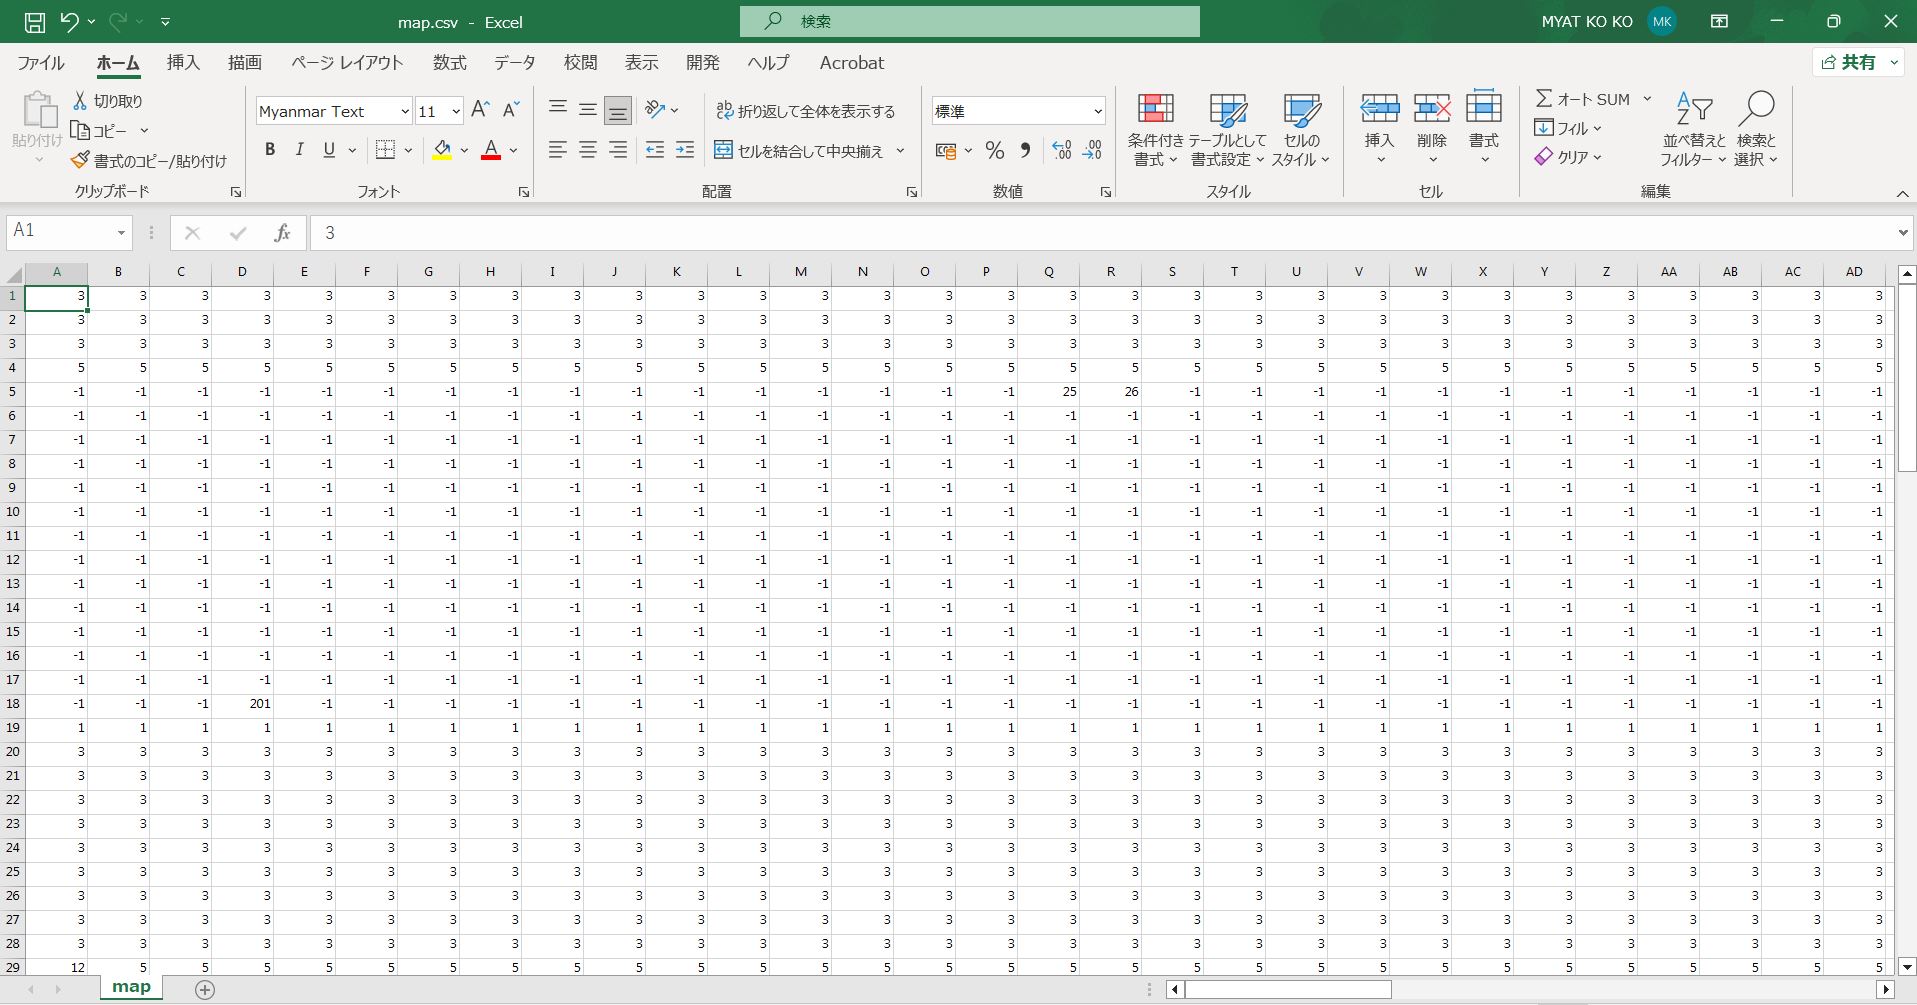 map.csv - Excel
検索
MYAT KO KO MK
ファイル ホーム 挿入 描画 ページ レイアウト 数式 データ 校閲 表示 開発 ヘルプ Acrobat 共有
貼り付け 切り取り コピー 書式のコピー/貼り付け クリップボード
Myanmar Text 11 A A B I U A フォント
ab 折り返して全体を表示する セルを結合して中央揃え 配置
標準 % .00 .00 数値
条件付き書式 テーブルとして書式設定 セルのスタイル スタイル
挿入 削除 書式 セル
オート SUM フィル クリア 並べ替えとフィルター 検索と選択 編集
A1 fx 3
A B C D E F G H I J K L M N O P Q R S T U V W X Y Z AA AB AC AD
1 3 3 3 3 3 3 3 3 3 3 3 3 3 3 3 3 3 3 3 3 3 3 3 3 3 3 3 3 3 3
2 3 3 3 3 3 3 3 3 3 3 3 3 3 3 3 3 3 3 3 3 3 3 3 3 3 3 3 3 3 3
3 3 3 3 3 3 3 3 3 3 3 3 3 3 3 3 3 3 3 3 3 3 3 3 3 3 3 3 3 3 3
4 5 5 5 5 5 5 5 5 5 5 5 5 5 5 5 5 5 5 5 5 5 5 5 5 5 5 5 5 5 5
5 -1 -1 -1 -1 -1 -1 -1 -1 -1 -1 -1 -1 -1 -1 -1 -1 25 26 -1 -1 -1 -1 -1 -1 -1 -1 -1 -1 -1 -1
6 -1 -1 -1 -1 -1 -1 -1 -1 -1 -1 -1 -1 -1 -1 -1 -1 -1 -1 -1 -1 -1 -1 -1 -1 -1 -1 -1 -1 -1 -1
7 -1 -1 -1 -1 -1 -1 -1 -1 -1 -1 -1 -1 -1 -1 -1 -1 -1 -1 -1 -1 -1 -1 -1 -1 -1 -1 -1 -1 -1 -1
8 -1 -1 -1 -1 -1 -1 -1 -1 -1 -1 -1 -1 -1 -1 -1 -1 -1 -1 -1 -1 -1 -1 -1 -1 -1 -1 -1 -1 -1 -1
9 -1 -1 -1 -1 -1 -1 -1 -1 -1 -1 -1 -1 -1 -1 -1 -1 -1 -1 -1 -1 -1 -1 -1 -1 -1 -1 -1 -1 -1 -1
10 -1 -1 -1 -1 -1 -1 -1 -1 -1 -1 -1 -1 -1 -1 -1 -1 -1 -1 -1 -1 -1 -1 -1 -1 -1 -1 -1 -1 -1 -1
11 -1 -1 -1 -1 -1 -1 -1 -1 -1 -1 -1 -1 -1 -1 -1 -1 -1 -1 -1 -1 -1 -1 -1 -1 -1 -1 -1 -1 -1 -1
12 -1 -1 -1 -1 -1 -1 -1 -1 -1 -1 -1 -1 -1 -1 -1 -1 -1 -1 -1 -1 -1 -1 -1 -1 -1 -1 -1 -1 -1 -1
13 -1 -1 -1 -1 -1 -1 -1 -1 -1 -1 -1 -1 -1 -1 -1 -1 -1 -1 -1 -1 -1 -1 -1 -1 -1 -1 -1 -1 -1 -1
14 -1 -1 -1 -1 -1 -1 -1 -1 -1 -1 -1 -1 -1 -1 -1 -1 -1 -1 -1 -1 -1 -1 -1 -1 -1 -1 -1 -1 -1 -1
15 -1 -1 -1 -1 -1 -1 -1 -1 -1 -1 -1 -1 -1 -1 -1 -1 -1 -1 -1 -1 -1 -1 -1 -1 -1 -1 -1 -1 -1 -1
16 -1 -1 -1 -1 -1 -1 -1 -1 -1 -1 -1 -1 -1 -1 -1 -1 -1 -1 -1 -1 -1 -1 -1 -1 -1 -1 -1 -1 -1 -1
17 -1 -1 -1 -1 -1 -1 -1 -1 -1 -1 -1 -1 -1 -1 -1 -1 -1 -1 -1 -1 -1 -1 -1 -1 -1 -1 -1 -1 -1 -1
18 -1 -1 -1 201 -1 -1 -1 -1 -1 -1 -1 -1 -1 -1 -1 -1 -1 -1 -1 -1 -1 -1 -1 -1 -1 -1 -1 -1 -1 -1
19 1 1 1 1 1 1 1 1 1 1 1 1 1 1 1 1 1 1 1 1 1 1 1 1 1 1 1 1 1 1
20 3 3 3 3 3 3 3 3 3 3 3 3 3 3 3 3 3 3 3 3 3 3 3 3 3 3 3 3 3 3
21 3 3 3 3 3 3 3 3 3 3 3 3 3 3 3 3 3 3 3 3 3 3 3 3 3 3 3 3 3 3
22 3 3 3 3 3 3 3 3 3 3 3 3 3 3 3 3 3 3 3 3 3 3 3 3 3 3 3 3 3 3
23 3 3 3 3 3 3 3 3 3 3 3 3 3 3 3 3 3 3 3 3 3 3 3 3 3 3 3 3 3 3
24 3 3 3 3 3 3 3 3 3 3 3 3 3 3 3 3 3 3 3 3 3 3 3 3 3 3 3 3 3 3
25 3 3 3 3 3 3 3 3 3 3 3 3 3 3 3 3 3 3 3 3 3 3 3 3 3 3 3 3 3 3
26 3 3 3 3 3 3 3 3 3 3 3 3 3 3 3 3 3 3 3 3 3 3 3 3 3 3 3 3 3 3
27 3 3 3 3 3 3 3 3 3 3 3 3 3 3 3 3 3 3 3 3 3 3 3 3 3 3 3 3 3 3
28 3 3 3 3 3 3 3 3 3 3 3 3 3 3 3 3 3 3 3 3 3 3 3 3 3 3 3 3 3 3
29 12 5 5 5 5 5 5 5 5 5 5 5 5 5 5 5 5 5 5 5 5 5 5 5 5 5 5 5 5 5
map